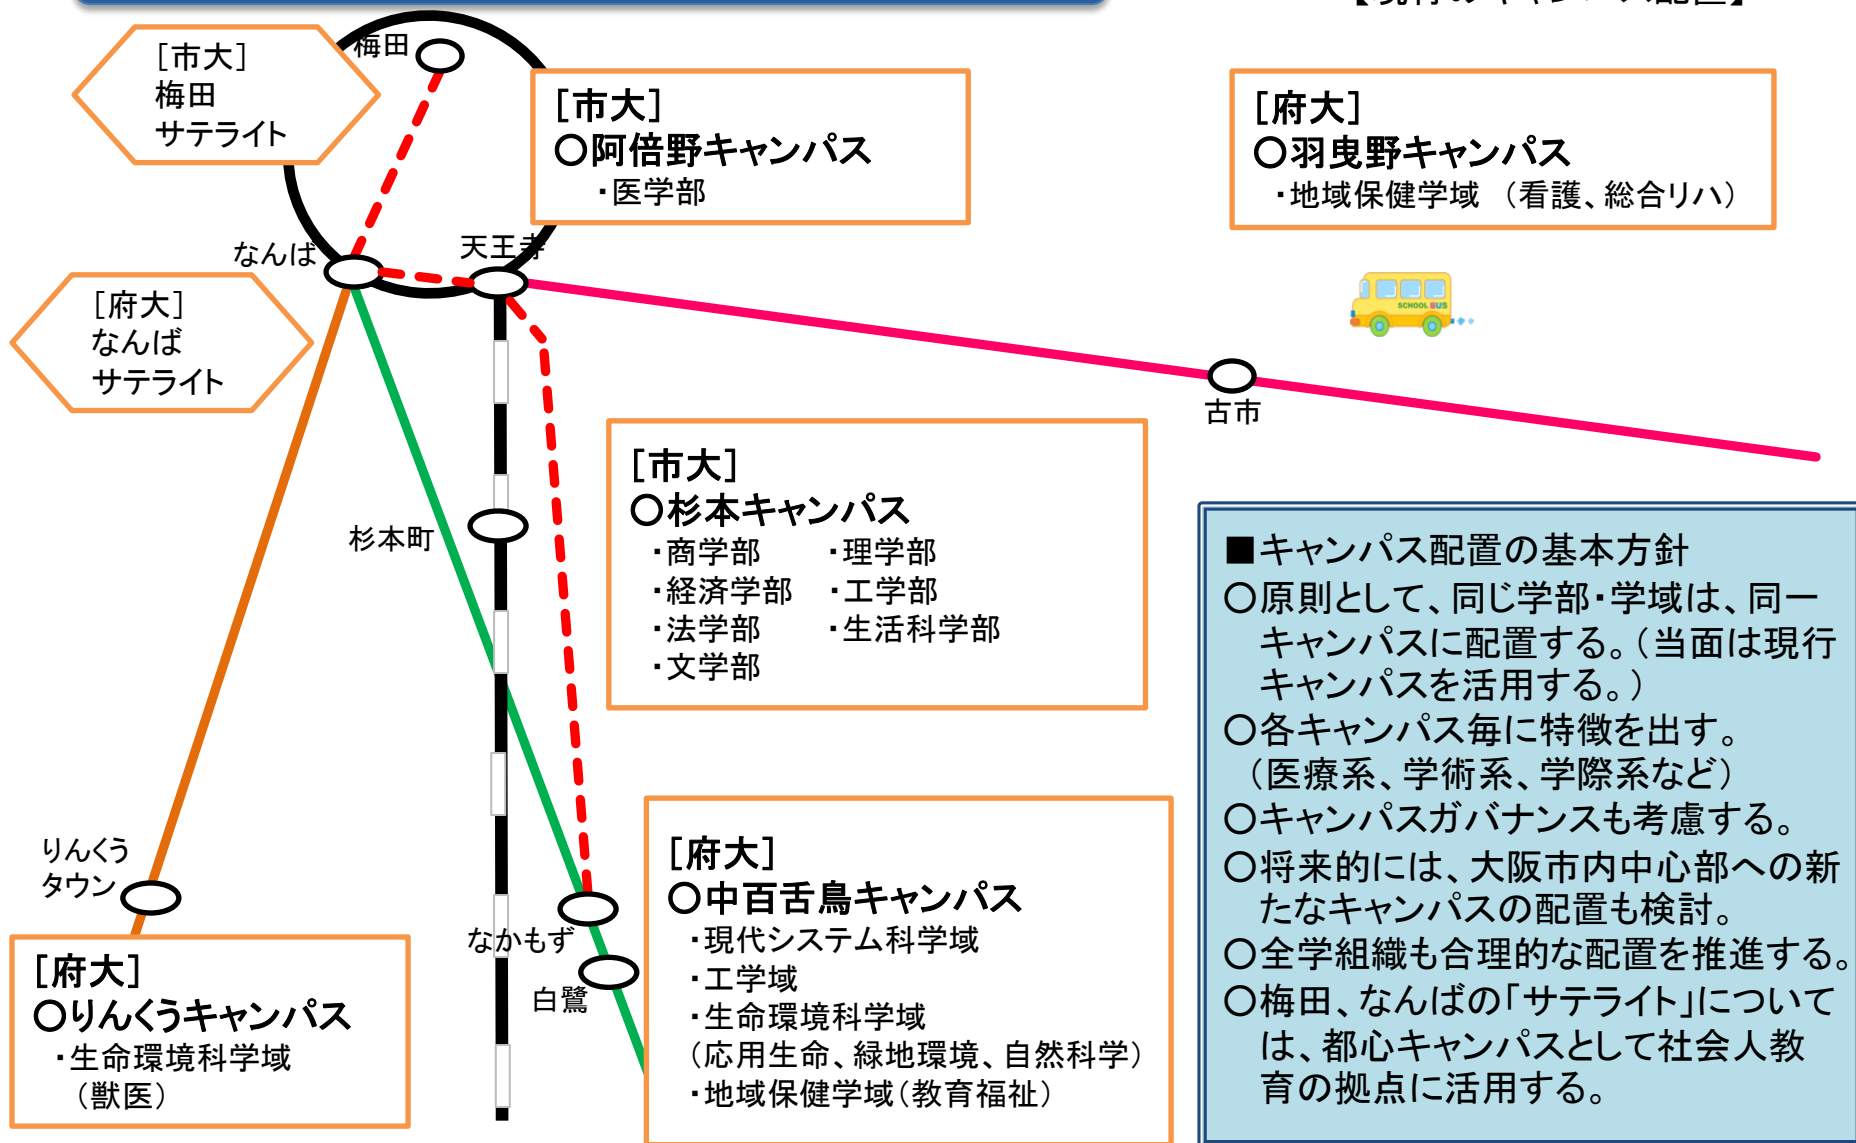 [市大]
梅田
サテライト
梅田
[市大]
○阿倍野キャンパス
・医学部
[府大]
○羽曳野キャンパス
・地域保健学域 (看護、総合リハ)
なんば
天王寺
[府大]
なんば
サテライト
SCHOOL BUS
古市
杉本町
[市大]
○杉本キャンパス
・商学部 ・理学部
・経済学部 ・工学部
・法学部 ・生活科学部
・文学部
■キャンパス配置の基本方針
○原則として、同じ学部・学域は、同一
キャンパスに配置する。(当面は現行
キャンパスを活用する。)
○各キャンパス毎に特徴を出す。
(医療系、学術系、学際系など)
○キャンパスガバナンスも考慮する。
○将来的には、大阪市内中心部への新
たなキャンパスの配置も検討。
○全学組織も合理的な配置を推進する。
○梅田、なんばの「サテライト」について
は、都心キャンパスとして社会人教
育の拠点に活用する。
りんくう
タウン
[府大]
○りんくうキャンパス
・生命環境科学域
(獣医)
なかもず
白鷺
[府大]
○中百舌鳥キャンパス
・現代システム科学域
・工学域
・生命環境科学域
(応用生命、緑地環境、自然科学)
・地域保健学域(教育福祉)